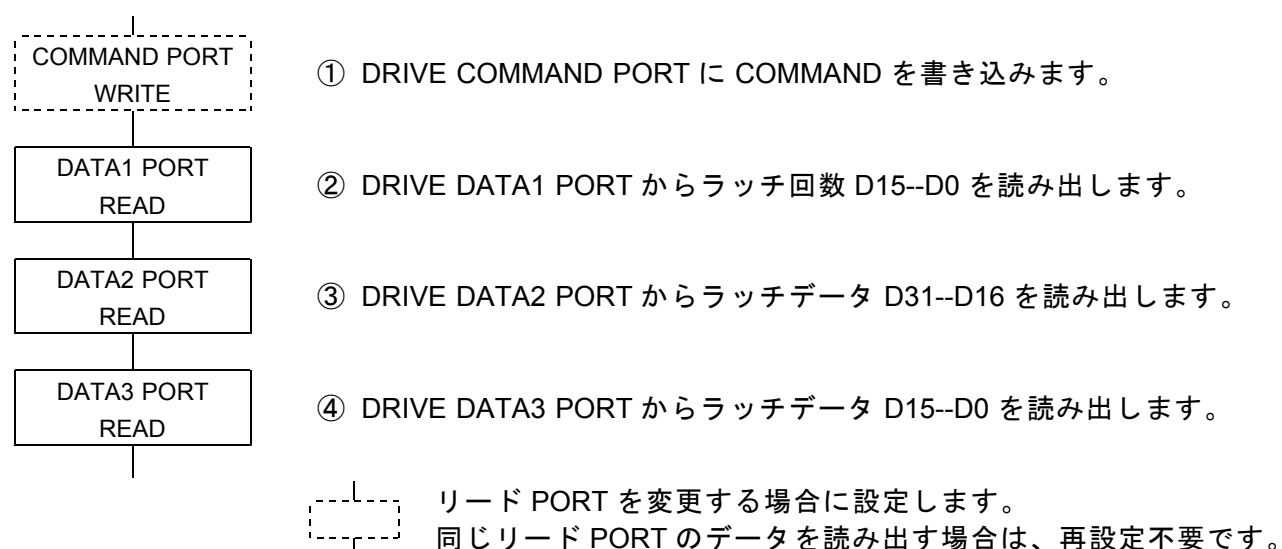 COMMAND PORT
WRITE
① DRIVE COMMAND PORT に COMMAND を書き込みます。
DATA1 PORT
READ
② DRIVE DATA1 PORT からラッチ回数 D15--D0 を読み出します。
DATA2 PORT
READ
③ DRIVE DATA2 PORT からラッチデータ D31--D16 を読み出します。
DATA3 PORT
READ
④ DRIVE DATA3 PORT からラッチデータ D15--D0 を読み出します。
リード PORT を変更する場合に設定します。
同じリード PORT のデータを読み出す場合は、再設定不要です。